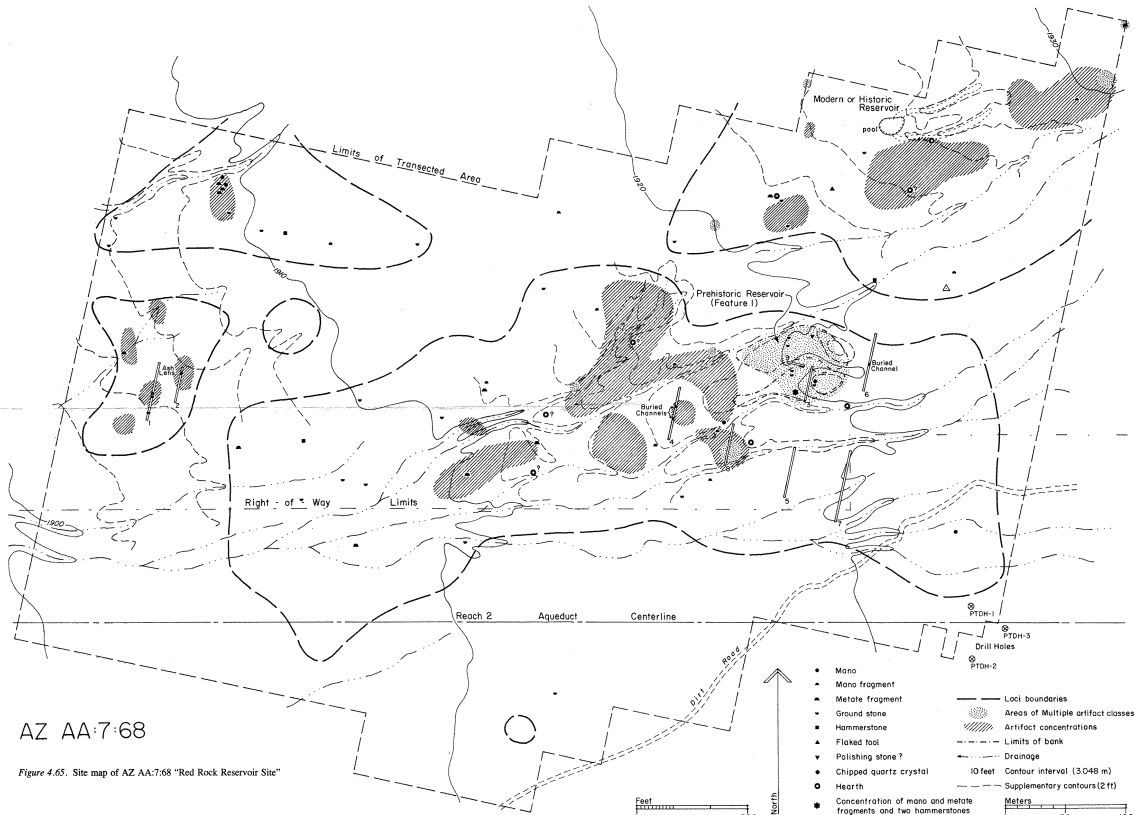 1930
Modern or Historic
Reservoir
pool
Limits of Transected Area
1920
1910
Prehistoric Reservoir
(Feature 1)
Ash
Lens
2
Buried
Channel
6
Buried
Channels
4
5
Right - of - Way Limits
1900
?
?
Reach 2 Aqueduct Centerline
PTDH-1
PTDH-3
Drill Holes
PTDH-2
Dirt Road
AZ AA:7:68
Figure 4.65. Site map of AZ AA:7:68 "Red Rock Reservoir Site"
North
Mano
Mano fragment
Metate fragment
Ground stone
Hammerstone
Flaked tool
Polishing stone ?
Chipped quartz crystal
Hearth
Concentration of mano and metate
fragments and two hammerstones
Loci boundaries
Areas of Multiple artifact classes
Artifact concentrations
Limits of bank
Drainage
10 feet Contour interval (3.048 m)
Supplementary contours (2 ft)
Feet
Meters